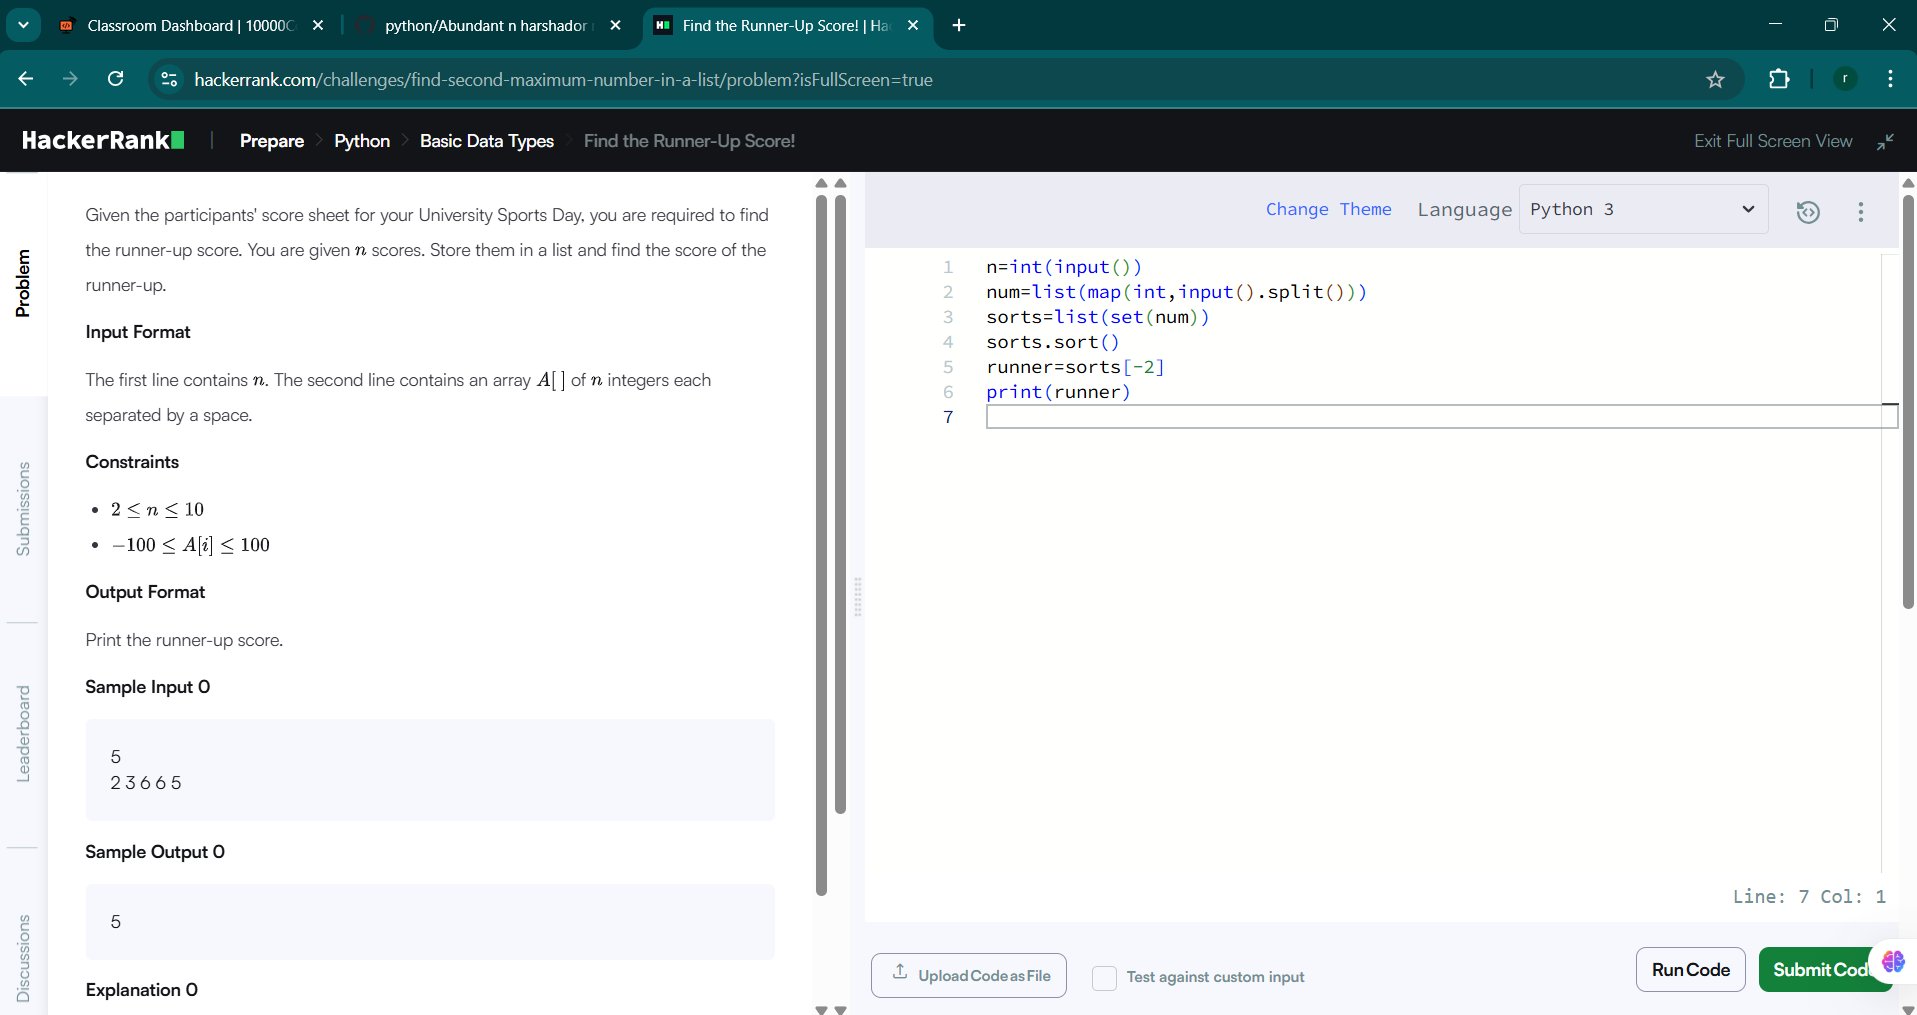 Classroom Dashboard | 10000C
python/Abundant n harshador
Find the Runner-Up Score! | Ha
hackerrank.com/challenges/find-second-maximum-number-in-a-list/problem?isFullScreen=true
r
HackerRank
Prepare
Python
Basic Data Types
Find the Runner-Up Score!
Exit Full Screen View
Problem
Submissions
Leaderboard
Discussions
Given the participants' score sheet for your University Sports Day, you are required to find
the runner-up score. You are given n scores. Store them in a list and find the score of the
runner-up.
Input Format
The first line contains n. The second line contains an array A[ ] of n integers each
separated by a space.
Constraints
• 2 ≤ n ≤ 10
• −100 ≤ A[i] ≤ 100
Output Format
Print the runner-up score.
Sample Input 0
5
2 3 6 6 5
Sample Output 0
5
Explanation 0
Change Theme
Language
Python 3
1 n=int(input())
2 num=list(map(int,input().split()))
3 sorts=list(set(num))
4 sorts.sort()
5 runner=sorts[-2]
6 print(runner)
7
Line: 7 Col: 1
Upload Code as File
Test against custom input
Run Code
Submit Cod